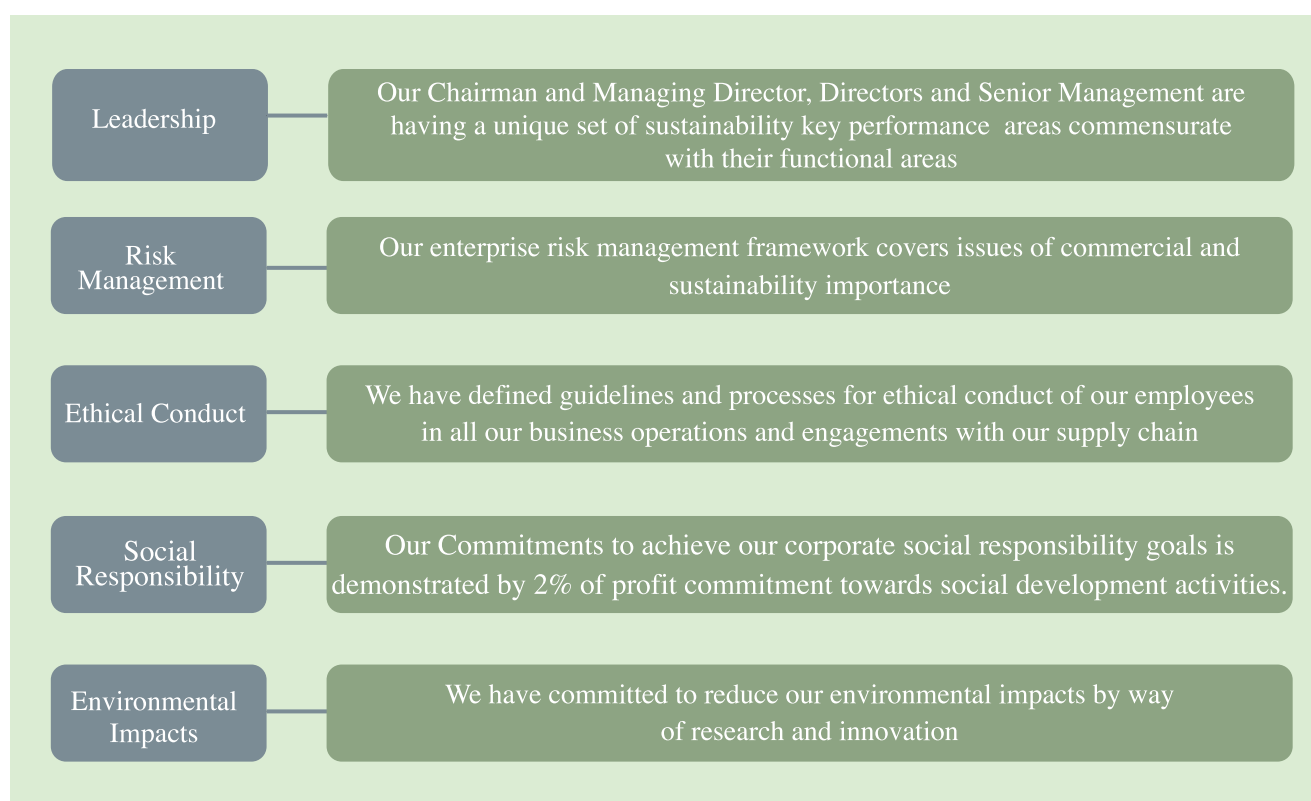 Leadership
Our Chairman and Managing Director, Directors and Senior Management are
having a unique set of sustainability key performance  areas commensurate
with their functional areas
Risk
Management
Our enterprise risk management framework covers issues of commercial and
sustainability importance
Ethical Conduct
We have defined guidelines and processes for ethical conduct of our employees
in all our business operations and engagements with our supply chain
Social
Responsibility
Our Commitments to achieve our corporate social responsibility goals is
demonstrated by 2% of profit commitment towards social development activities.
Environmental
Impacts
We have committed to reduce our environmental impacts by way
of research and innovation